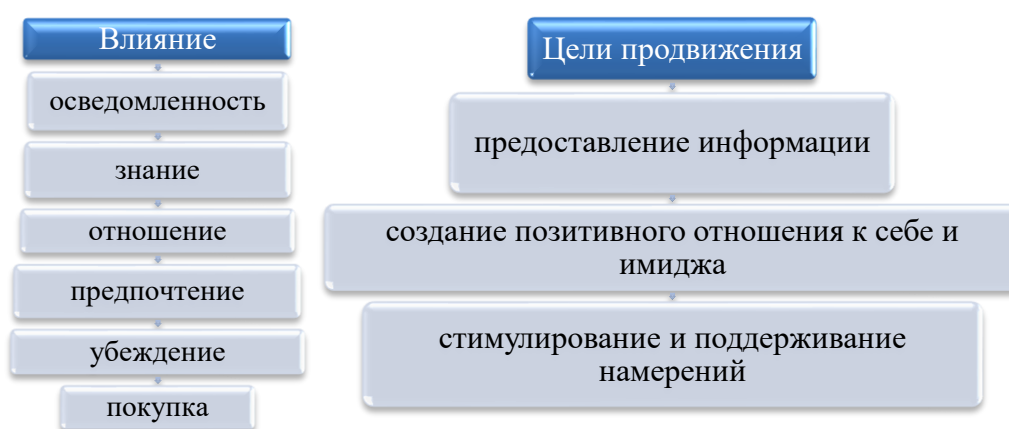 Влияние
осведомленность
знание
отношение
предпочтение
убеждение
покупка
Цели продвижения
предоставление информации
создание позитивного отношения к себе и
имиджа
стимулирование и поддерживание
намерений